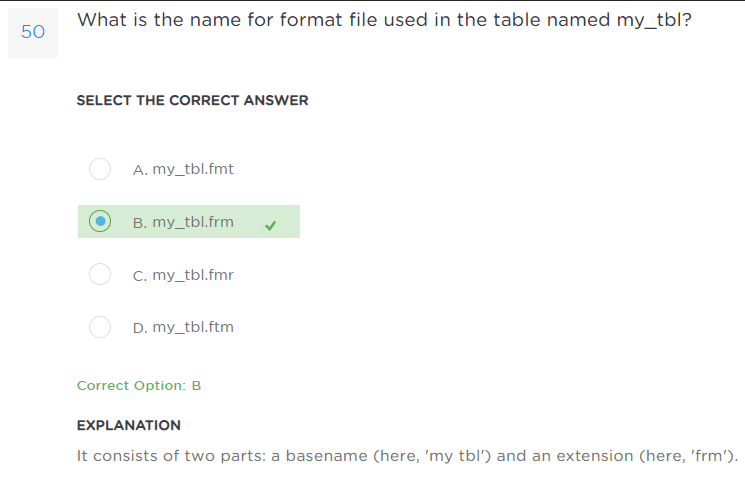 50
What is the name for format file used in the table named my_tbl?
SELECT THE CORRECT ANSWER
A. my_tbl.fmt
B. my_tbl.frm
C. my_tbl.fmr
D. my_tbl.ftm
Correct Option: B
EXPLANATION
It consists of two parts: a basename (here, 'my tbl') and an extension (here, 'frm').